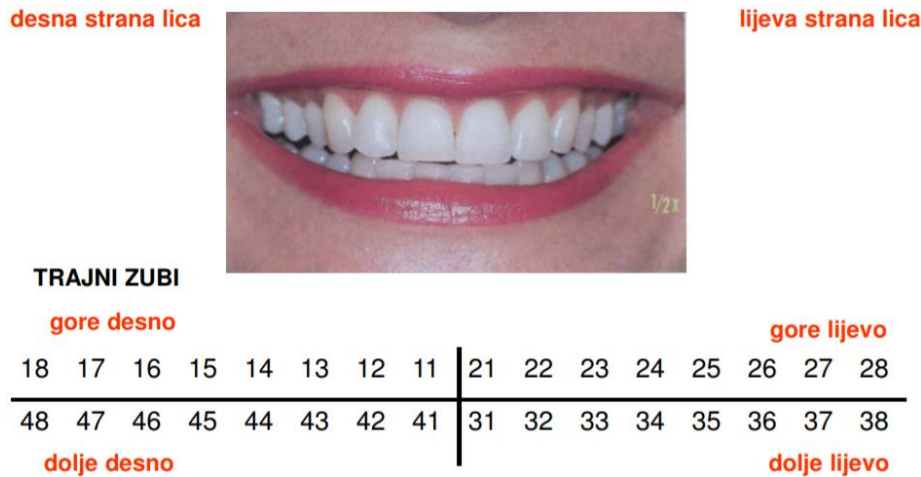 desna strana lica
lijeva strana lica
1/2X
TRAJNI ZUBI
gore desno
gore lijevo
18 17 16 15 14 13 12 11 21 22 23 24 25 26 27 28
48 47 46 45 44 43 42 41 31 32 33 34 35 36 37 38
dolje desno
dolje lijevo